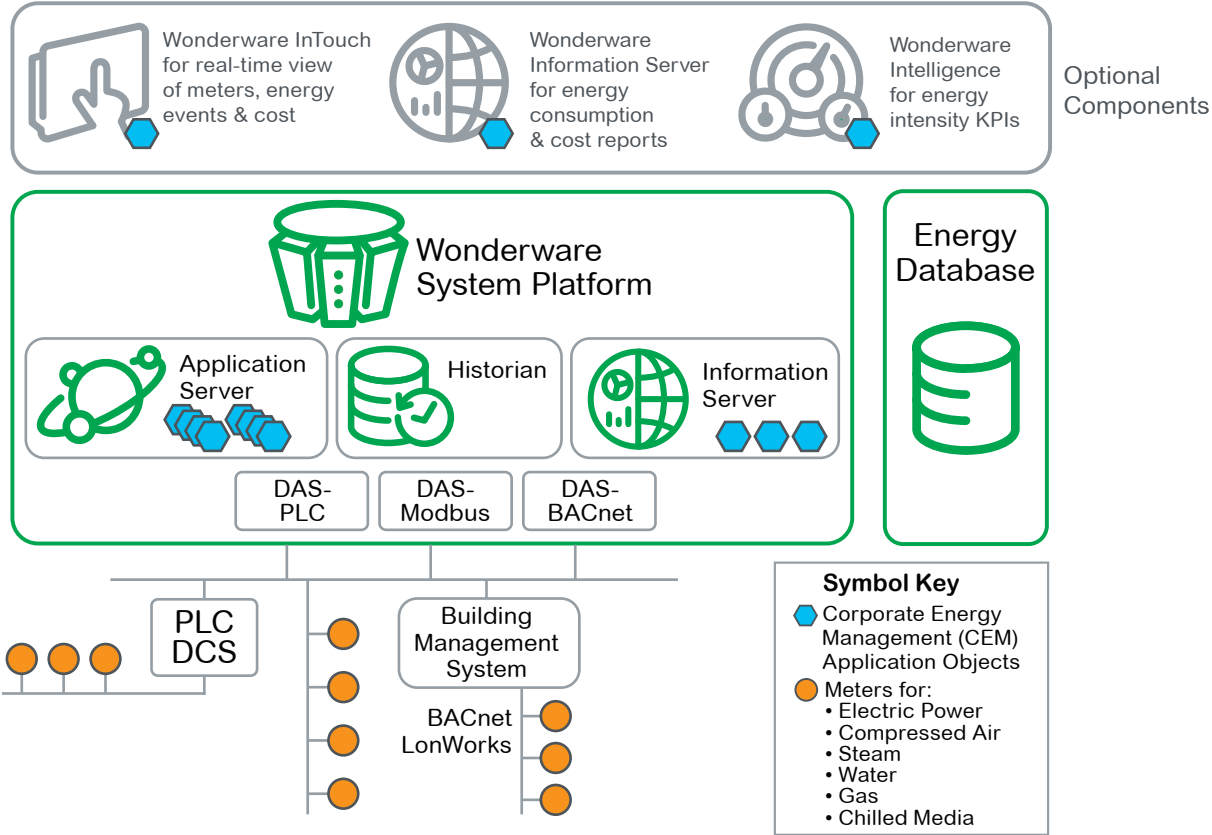 Wonderware InTouch
for real-time view
of meters, energy
events & cost
Wonderware
Information Server
for energy
consumption
& cost reports
Wonderware
Intelligence
for energy
intensity KPIs
Optional
Components
Wonderware
System Platform
Energy
Database
Application
Server
Historian
Information
Server
DAS-
PLC
DAS-
Modbus
DAS-
BACnet
PLC
DCS
Building
Management
System
BACnet
LonWorks
Symbol Key
Corporate Energy
Management (CEM)
Application Objects
Meters for:
• Electric Power
• Compressed Air
• Steam
• Water
• Gas
• Chilled Media